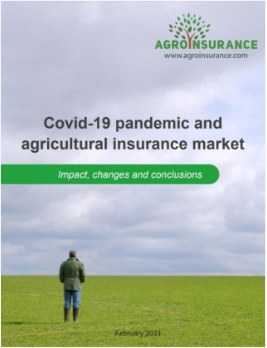 AGROINSURANCE
www.agroinsurance.com
Covid-19 pandemic and
agricultural insurance market
Impact, changes and conclusions
February 2021